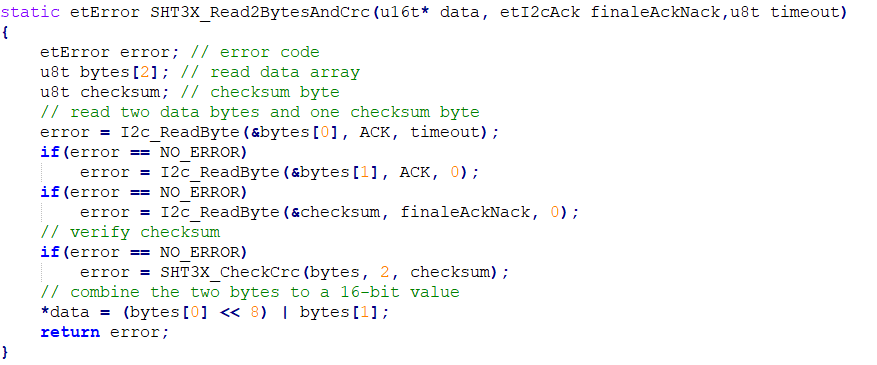 static etError SHT3X_Read2BytesAndCrc(u16t* data, etI2cAck finaleAckNack,u8t timeout)
{
    etError error; // error code
    u8t bytes[2]; // read data array
    u8t checksum; // checksum byte
    // read two data bytes and one checksum byte
    error = I2c_ReadByte(&bytes[0], ACK, timeout);
    if(error == NO_ERROR)
        error = I2c_ReadByte(&bytes[1], ACK, 0);
    if(error == NO_ERROR)
        error = I2c_ReadByte(&checksum, finaleAckNack, 0);
    // verify checksum
    if(error == NO_ERROR)
        error = SHT3X_CheckCrc(bytes, 2, checksum);
    // combine the two bytes to a 16-bit value
    *data = (bytes[0] << 8) | bytes[1];
    return error;
}